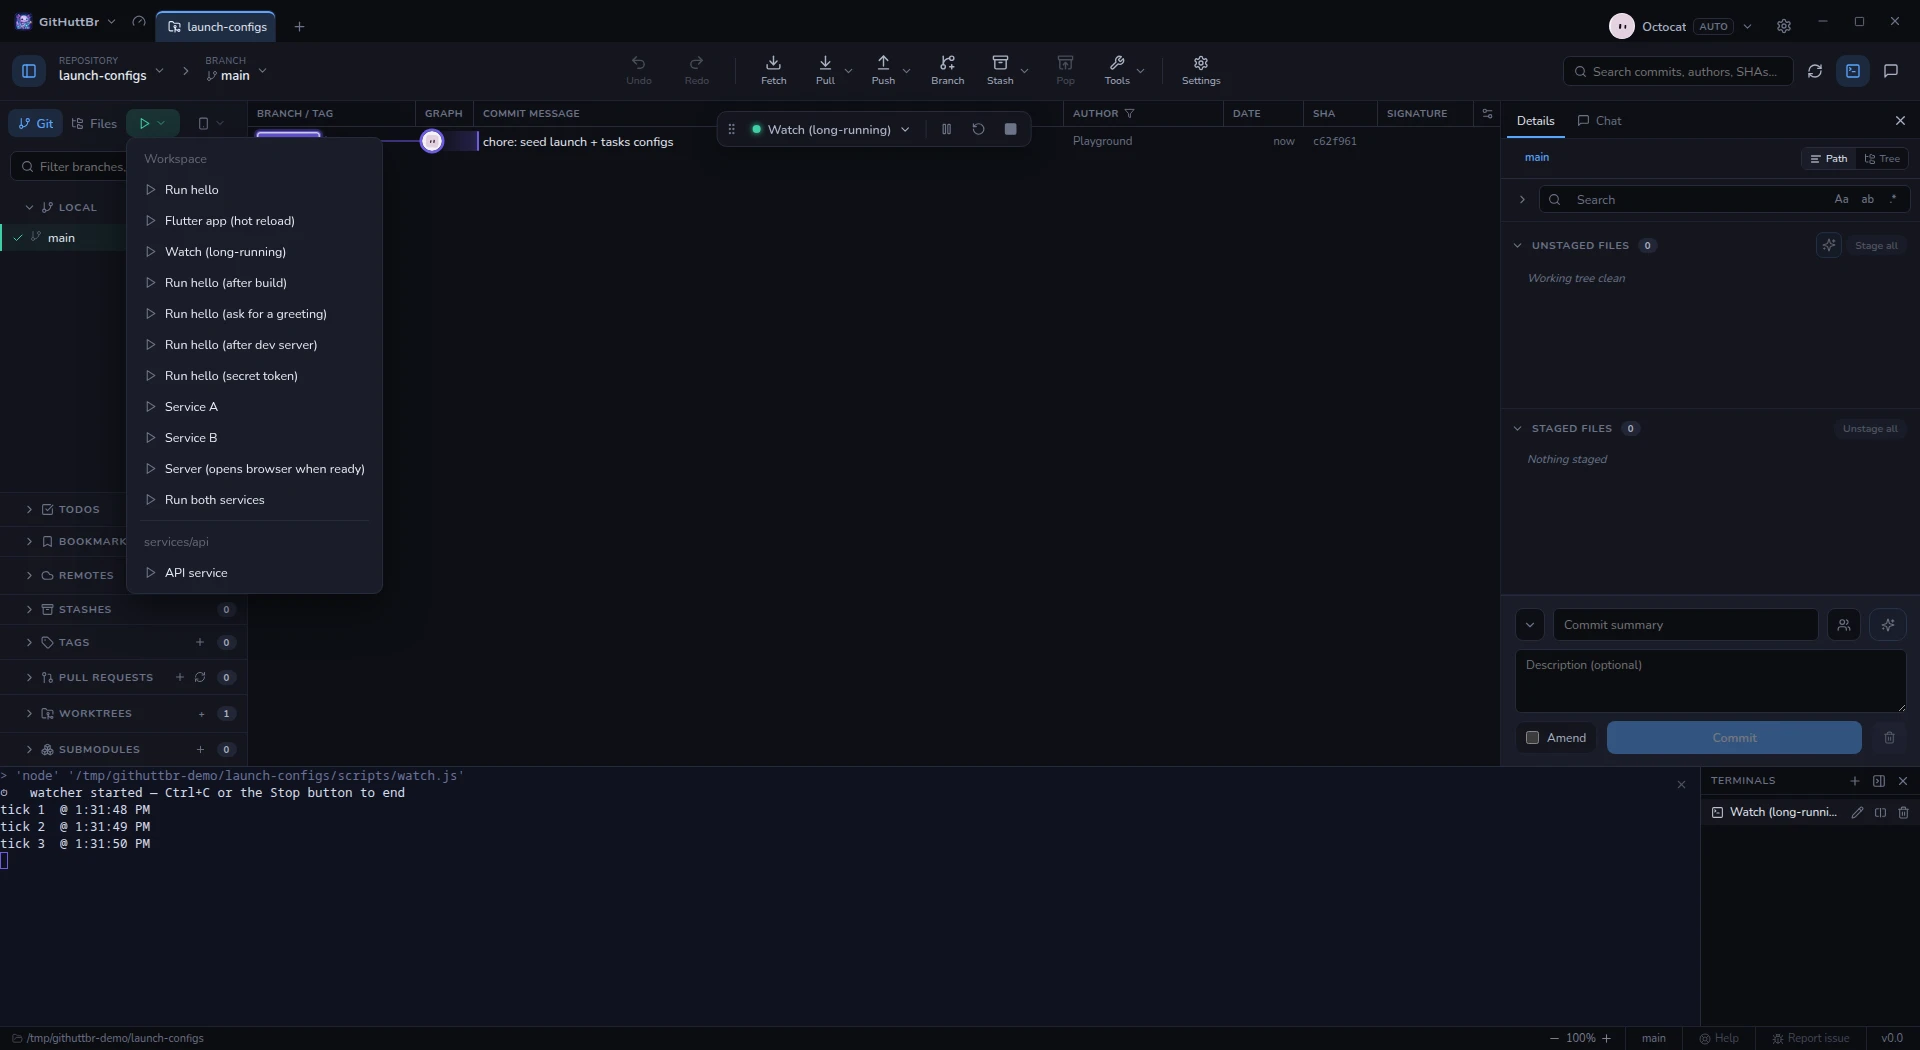 GitHuttBr
launch-configs
Octocat AUTO
REPOSITORY
launch-configs
BRANCH
main
Undo
Redo
Fetch
Pull
Push
Branch
Stash
Pop
Tools
Settings
Search commits, authors, SHAs...
Git
Files
BRANCH / TAG
GRAPH
COMMIT MESSAGE
AUTHOR
DATE
SHA
SIGNATURE
Watch (long-running)
chore: seed launch + tasks configs
Playground
now
c62f961
Filter branches,
LOCAL
main
Workspace
Run hello
Flutter app (hot reload)
Watch (long-running)
Run hello (after build)
Run hello (ask for a greeting)
Run hello (after dev server)
Run hello (secret token)
Service A
Service B
Server (opens browser when ready)
Run both services
services/api
API service
TODOS
BOOKMARK
REMOTES
STASHES 0
TAGS 0
PULL REQUESTS 0
WORKTREES 1
SUBMODULES 0
Details
Chat
main
Path
Tree
Search
Aa ab .*
UNSTAGED FILES 0
Stage all
Working tree clean
STAGED FILES 0
Unstage all
Nothing staged
Commit summary
Description (optional)
Amend
Commit
> 'node' '/tmp/githuttbr-demo/launch-configs/scripts/watch.js'
watcher started — Ctrl+C or the Stop button to end
tick 1 @ 1:31:48 PM
tick 2 @ 1:31:49 PM
tick 3 @ 1:31:50 PM
TERMINALS
Watch (long-runni...
/tmp/githuttbr-demo/launch-configs
100%
main
Help
Report issue
v0.0